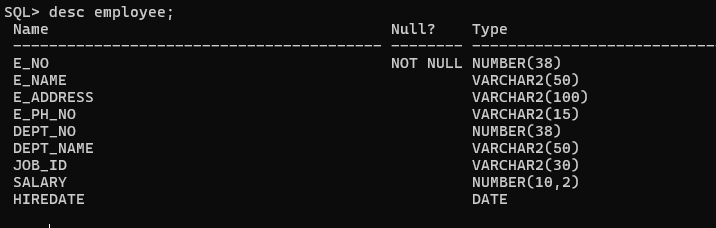 SQL> desc employee;
Name Null? Type
----------------------------------------- -------- ----------------------------
E_NO NOT NULL NUMBER(38)
E_NAME VARCHAR2(50)
E_ADDRESS VARCHAR2(100)
E_PH_NO VARCHAR2(15)
DEPT_NO NUMBER(38)
DEPT_NAME VARCHAR2(50)
JOB_ID VARCHAR2(30)
SALARY NUMBER(10,2)
HIREDATE DATE